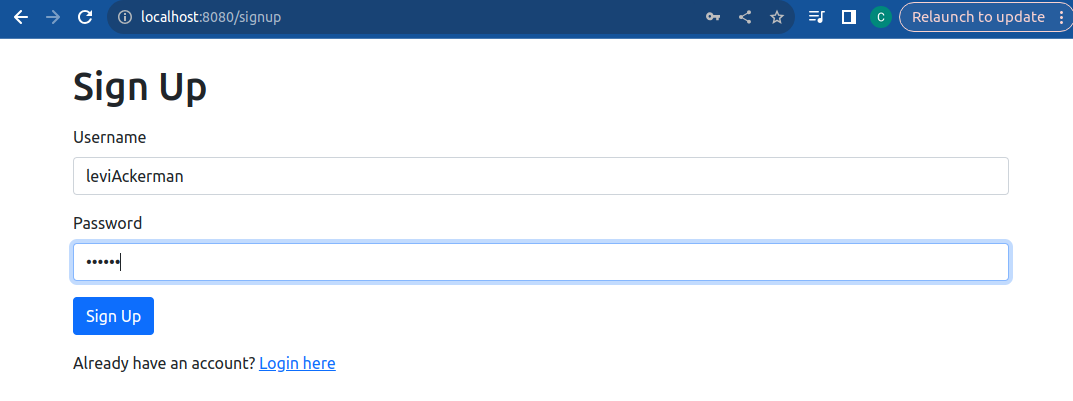 localhost:8080/signup
C
Relaunch to update
Sign Up
Username
leviAckerman
Password
••••••
Sign Up
Already have an account? Login here